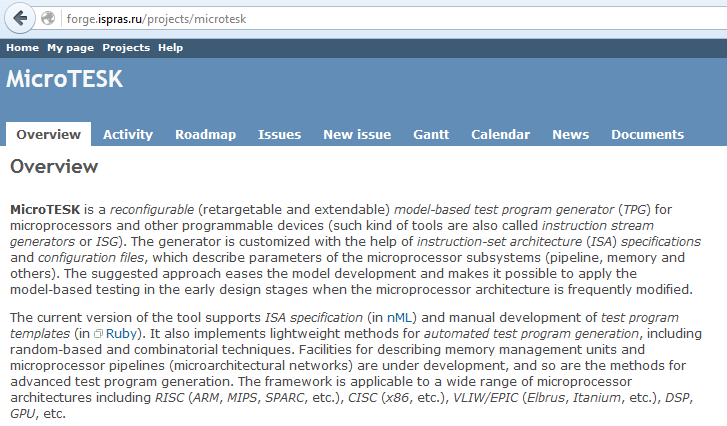 forge.ispras.ru/projects/microtesk
Home My page Projects Help
MicroTESK
Overview Activity Roadmap Issues New issue Gantt Calendar News Documents
Overview
MicroTESK is a reconfigurable (retargetable and extendable) model-based test program generator (TPG) for
microprocessors and other programmable devices (such kind of tools are also called instruction stream
generators or ISG). The generator is customized with the help of instruction-set architecture (ISA) specifications
and configuration files, which describe parameters of the microprocessor subsystems (pipeline, memory and
others). The suggested approach eases the model development and makes it possible to apply the
model-based testing in the early design stages when the microprocessor architecture is frequently modified.
The current version of the tool supports ISA specification (in nML) and manual development of test program
templates (in Ruby). It also implements lightweight methods for automated test program generation, including
random-based and combinatorial techniques. Facilities for describing memory management units and
microprocessor pipelines (microarchitectural networks) are under development, and so are the methods for
advanced test program generation. The framework is applicable to a wide range of microprocessor
architectures including RISC (ARM, MIPS, SPARC, etc.), CISC (x86, etc.), VLIW/EPIC (Elbrus, Itanium, etc.), DSP,
GPU, etc.